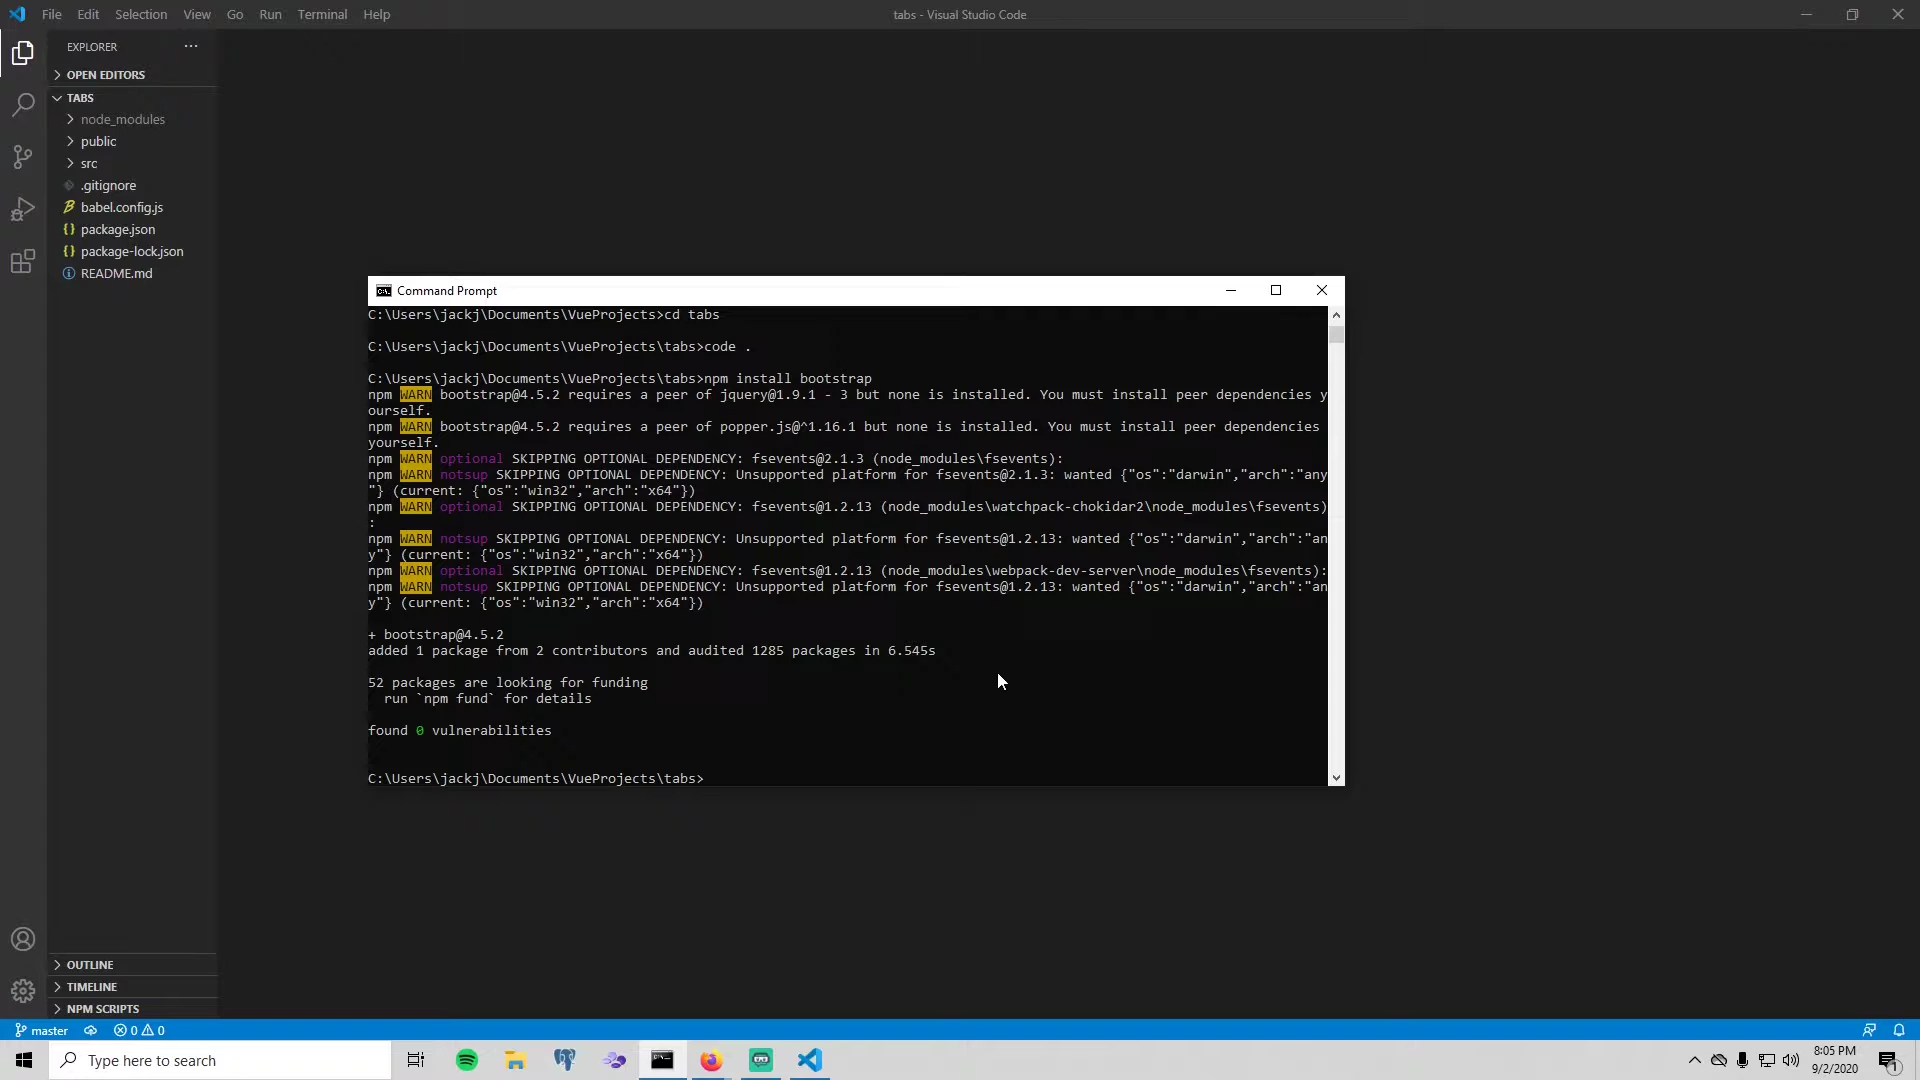 File Edit Selection View Go Run Terminal Help
tabs - Visual Studio Code
EXPLORER
OPEN EDITORS
TABS
node_modules
public
src
.gitignore
babel.config.js
package.json
package-lock.json
README.md
OUTLINE
TIMELINE
NPM SCRIPTS
Command Prompt
C:\Users\jackj\Documents\VueProjects>cd tabs
C:\Users\jackj\Documents\VueProjects\tabs>code .
C:\Users\jackj\Documents\VueProjects\tabs>npm install bootstrap
npm WARN bootstrap@4.5.2 requires a peer of jquery@1.9.1 - 3 but none is installed. You must install peer dependencies y
ourself.
npm WARN bootstrap@4.5.2 requires a peer of popper.js@^1.16.1 but none is installed. You must install peer dependencies
yourself.
npm WARN optional SKIPPING OPTIONAL DEPENDENCY: fsevents@2.1.3 (node_modules\fsevents):
npm WARN notsup SKIPPING OPTIONAL DEPENDENCY: Unsupported platform for fsevents@2.1.3: wanted {"os":"darwin","arch":"any
"} (current: {"os":"win32","arch":"x64"})
npm WARN optional SKIPPING OPTIONAL DEPENDENCY: fsevents@1.2.13 (node_modules\watchpack-chokidar2\node_modules\fsevents)
:
npm WARN notsup SKIPPING OPTIONAL DEPENDENCY: Unsupported platform for fsevents@1.2.13: wanted {"os":"darwin","arch":"an
y"} (current: {"os":"win32","arch":"x64"})
npm WARN optional SKIPPING OPTIONAL DEPENDENCY: fsevents@1.2.13 (node_modules\webpack-dev-server\node_modules\fsevents):
npm WARN notsup SKIPPING OPTIONAL DEPENDENCY: Unsupported platform for fsevents@1.2.13: wanted {"os":"darwin","arch":"an
y"} (current: {"os":"win32","arch":"x64"})
+ bootstrap@4.5.2
added 1 package from 2 contributors and audited 1285 packages in 6.545s
52 packages are looking for funding
run `npm fund` for details
found 0 vulnerabilities
C:\Users\jackj\Documents\VueProjects\tabs>
master 0 0
Type here to search
8:05 PM
9/2/2020
1